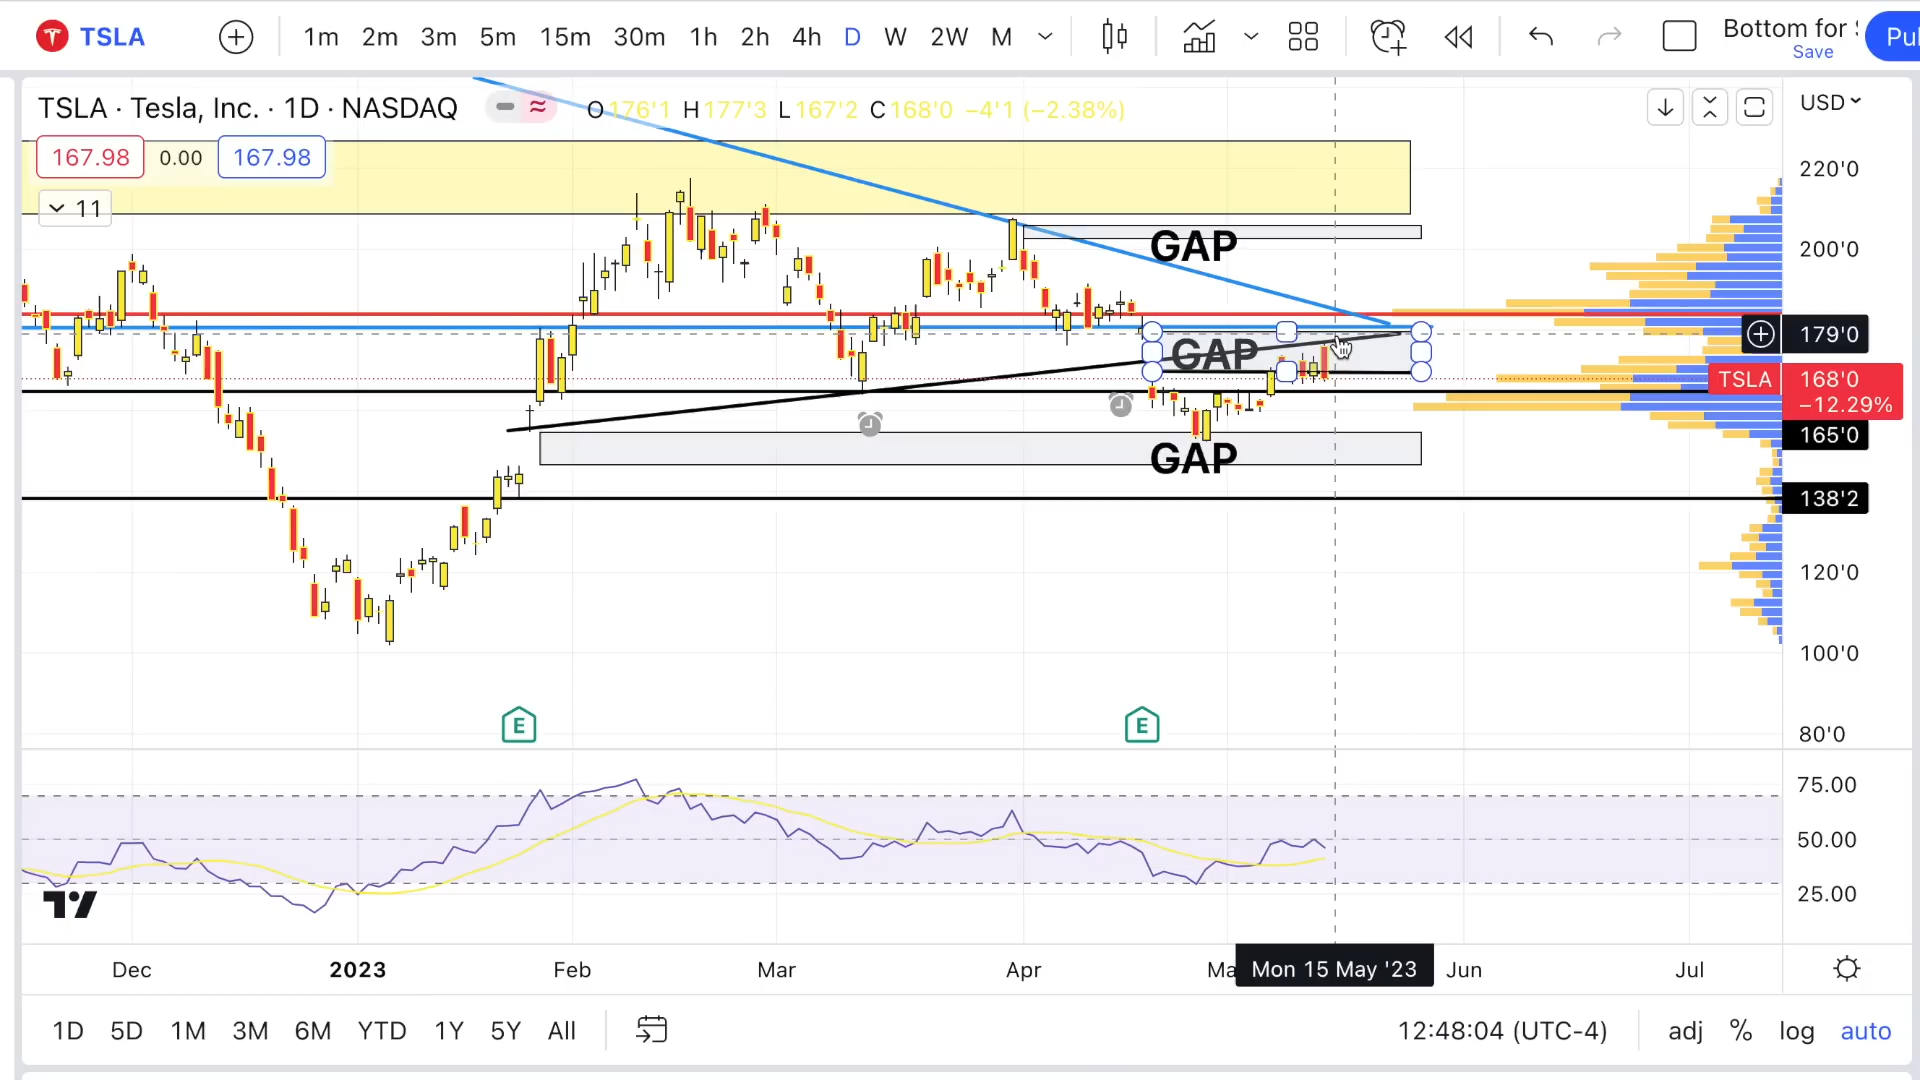 TSLA 1m 2m 3m 5m 15m 30m 1h 2h 4h D W 2W M Bottom for
Save
TSLA · Tesla, Inc. · 1D · NASDAQ O176'1 H177'3 L167'2 C168'0 −4'1 (−2.38%) USD
167.98 0.00 167.98
11
220'0
200'0
179'0
TSLA 168'0
−12.29%
165'0
138'2
120'0
100'0
80'0
GAP
GAP
GAP
E E
75.00
50.00
25.00
Dec 2023 Feb Mar Apr Mon 15 May '23 Jun Jul
1D 5D 1M 3M 6M YTD 1Y 5Y All 12:48:04 (UTC-4) adj % log auto